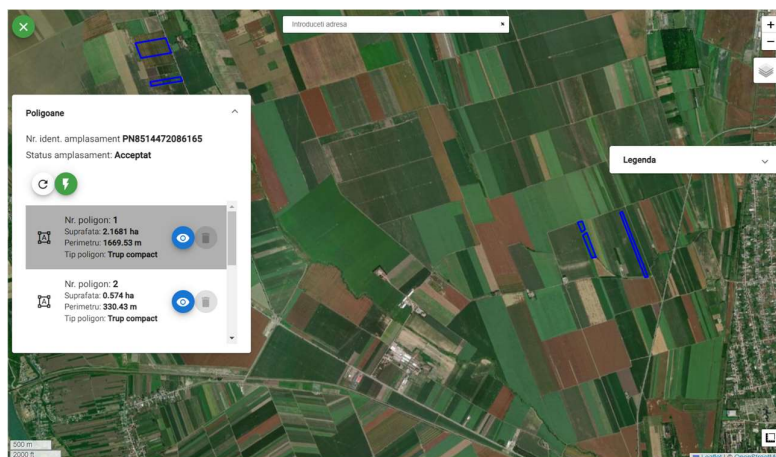 Introduceti adresa
×
+
−
Poligoane
Nr. ident. amplasament PN8514472086165
Status amplasament: Acceptat
Legenda
Nr. poligon: 1
Suprafata: 2.1681 ha
Perimetru: 1669.53 m
Tip poligon: Trup compact
Nr. poligon: 2
Suprafata: 0.574 ha
Perimetru: 330.43 m
Tip poligon: Trup compact
500 m
2000 ft
Leaflet | ©